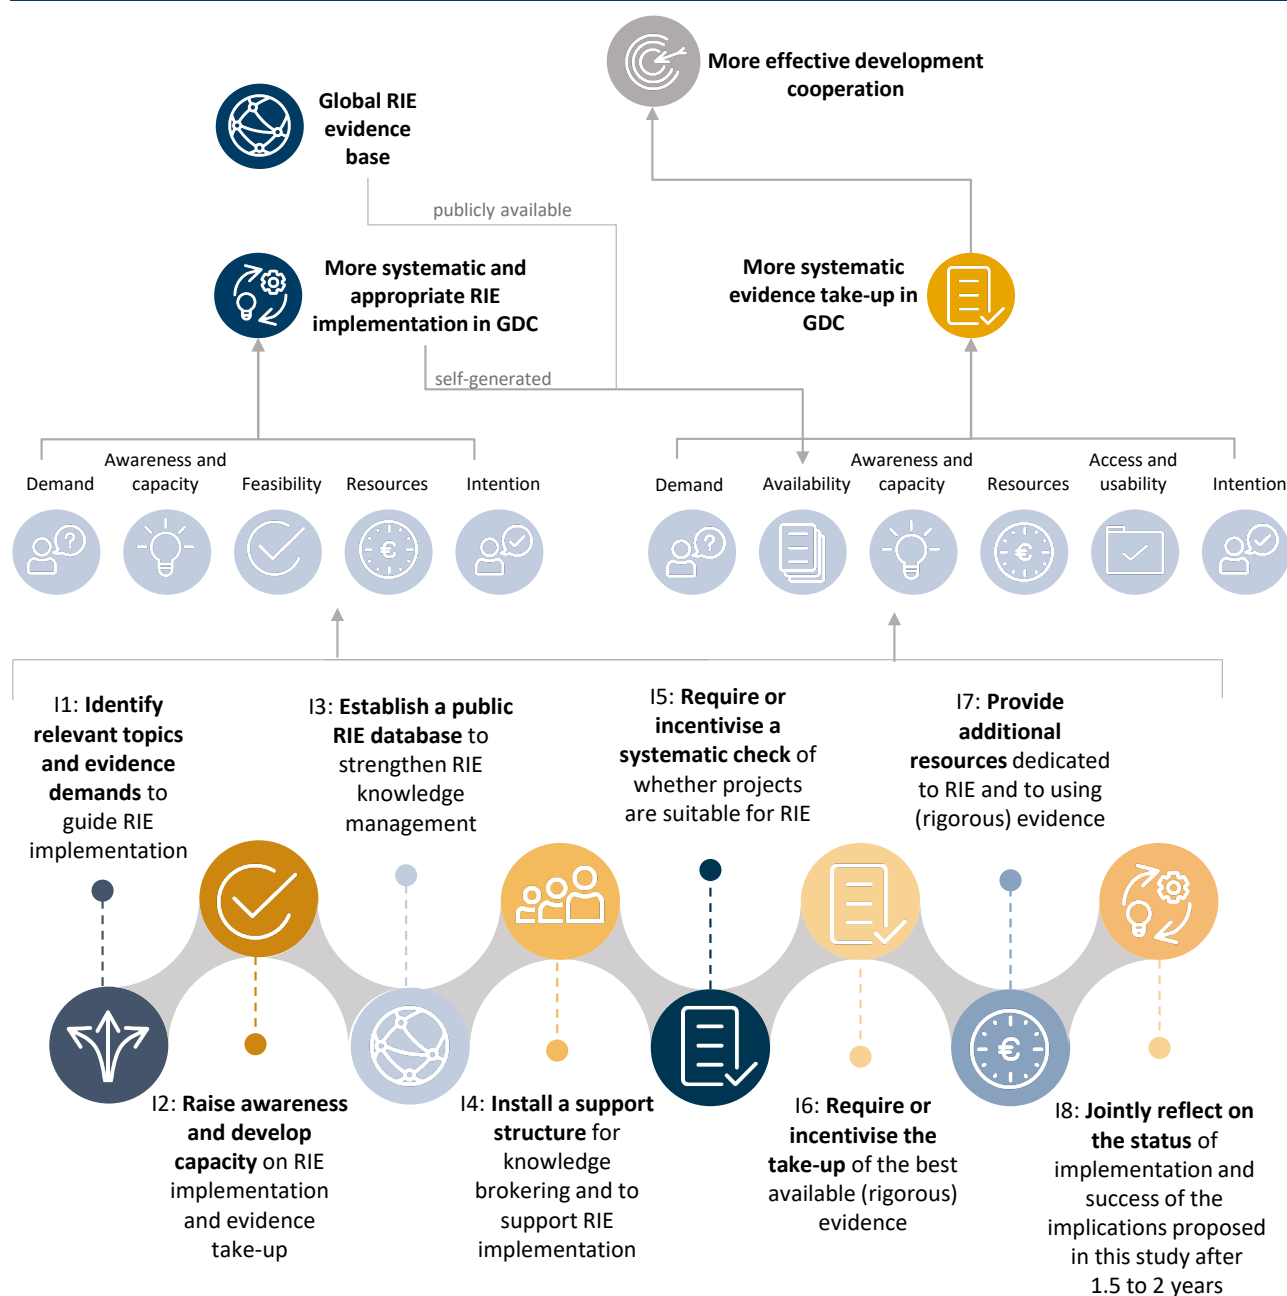 More effective development
cooperation
Global RIE
evidence
base
publicly available
More systematic and
appropriate RIE
implementation in GDC
More systematic
evidence take-up in
GDC
self-generated
Demand
Awareness and
capacity
Feasibility
Resources
Intention
Demand
Availability
Awareness and
capacity
Resources
Access and
usability
Intention
I1: Identify
relevant topics
and evidence
demands to
guide RIE
implementation
I3: Establish a public
RIE database to
strengthen RIE
knowledge
management
I5: Require or
incentivise a
systematic check of
whether projects
are suitable for RIE
I7: Provide
additional
resources dedicated
to RIE and to using
(rigorous) evidence
I2: Raise awareness
and develop
capacity on RIE
implementation
and evidence
take-up
I4: Install a support
structure for
knowledge
brokering and to
support RIE
implementation
I6: Require or
incentivise the
take-up of the best
available (rigorous)
evidence
I8: Jointly reflect on
the status of
implementation and
success of the
implications proposed
in this study after
1.5 to 2 years